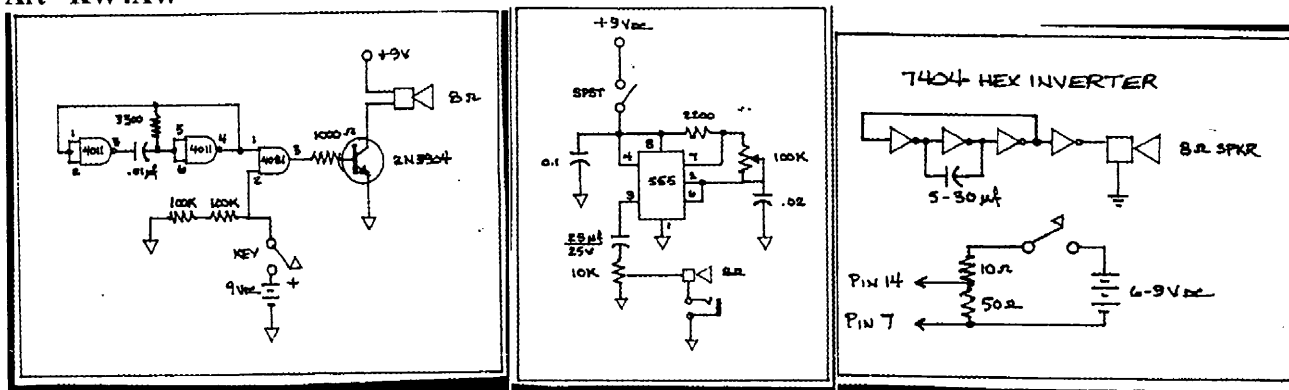 +9V
8Ω
3300
1
2
4011
3
.01μf
5
6
4011
4
1
2
3
1000Ω
2N3904
100K
100K
KEY
+
9VDC
+9VDC
SPST
2200
0.1
4
8
7
555
2
6
3
1
100K
.02
25V
10K
8Ω
7404 HEX INVERTER
8Ω SPKR
5-30μf
PIN 14
10Ω
50Ω
6-9VDC
PIN 7